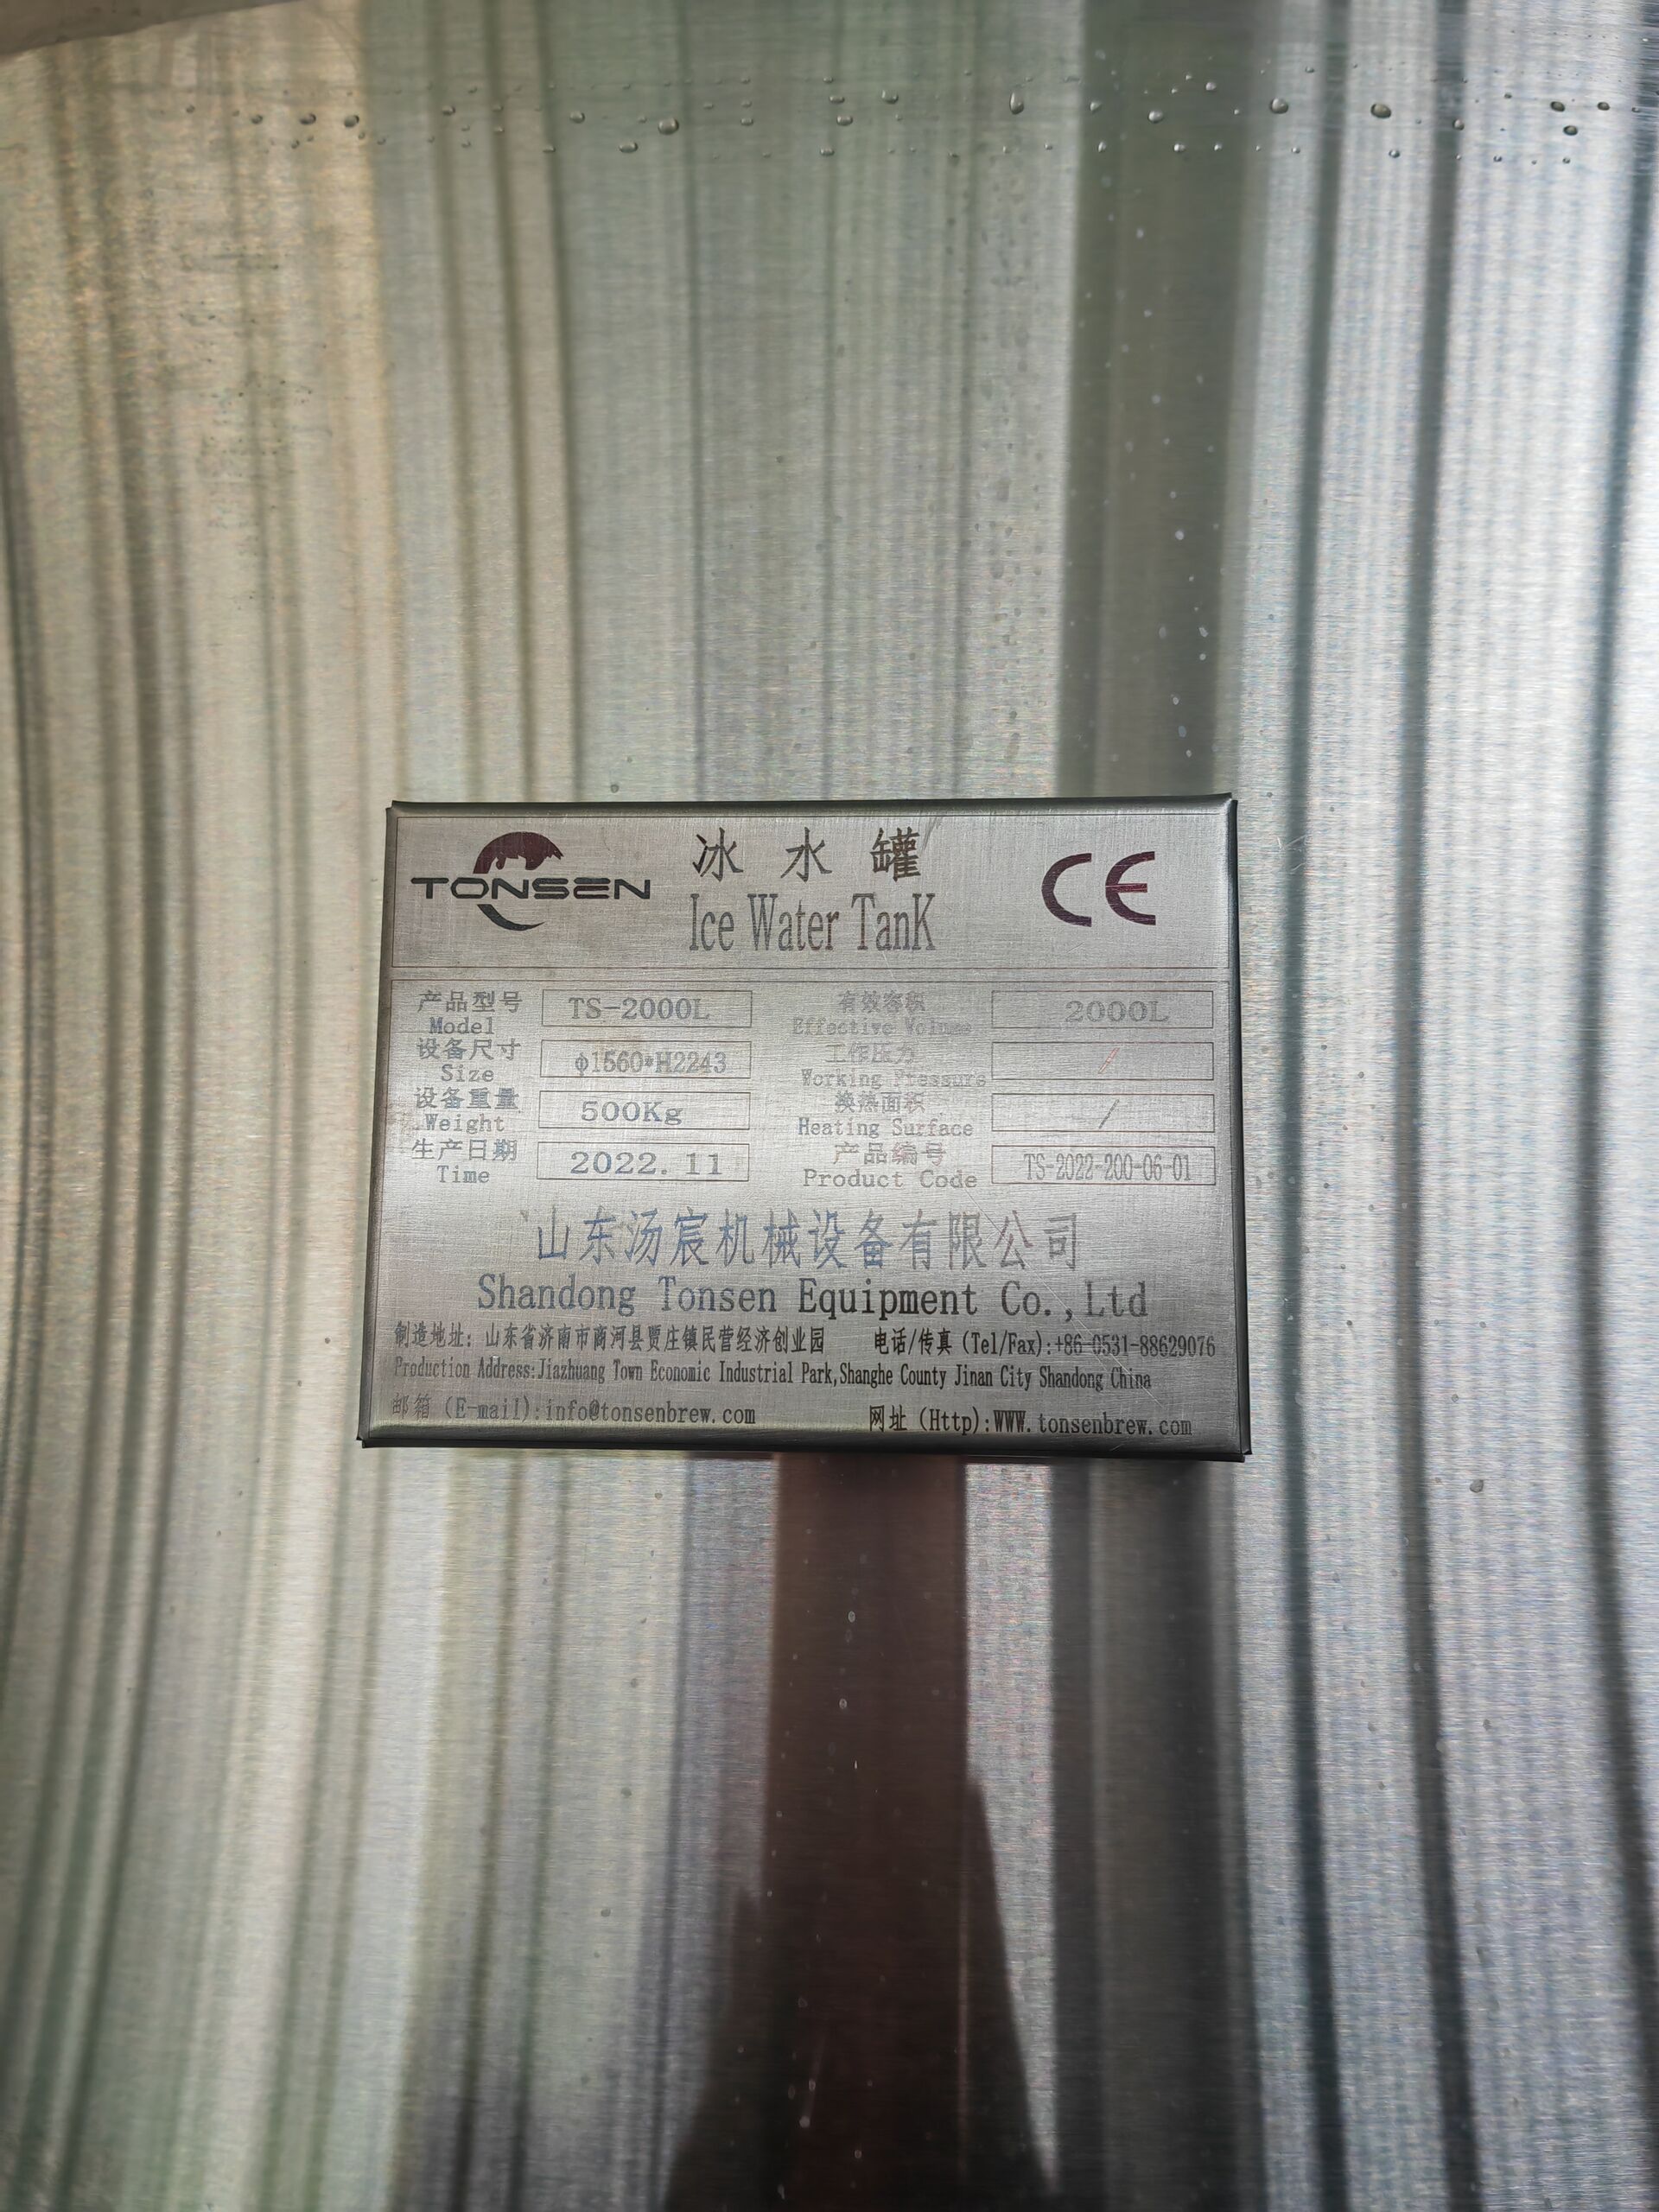 TONSEN
冰水罐
Ice Water TanK
CE
产品型号 TS-2000L 有效容积 2000L
Model Effective Volume
设备尺寸 φ1560*H2243 工作压力 /
Size Working Pressure
设备重量 500Kg 换热面积 /
Weight Heating Surface
生产日期 2022.11 产品编号 TS-2022-200-06-01
Time Product Code
山东汤宸机械设备有限公司
Shandong Tonsen Equipment Co.,Ltd
制造地址：山东省济南市商河县贾庄镇民营经济创业园 电话/传真(Tel/Fax):+86-0531-88629076
Production Address:Jiazhuang Town Economic Industrial Park,Shanghe County Jinan City Shandong China
邮箱(E-mail):info@tonsenbrew.com 网址(Http):WWW.tonsenbrew.com